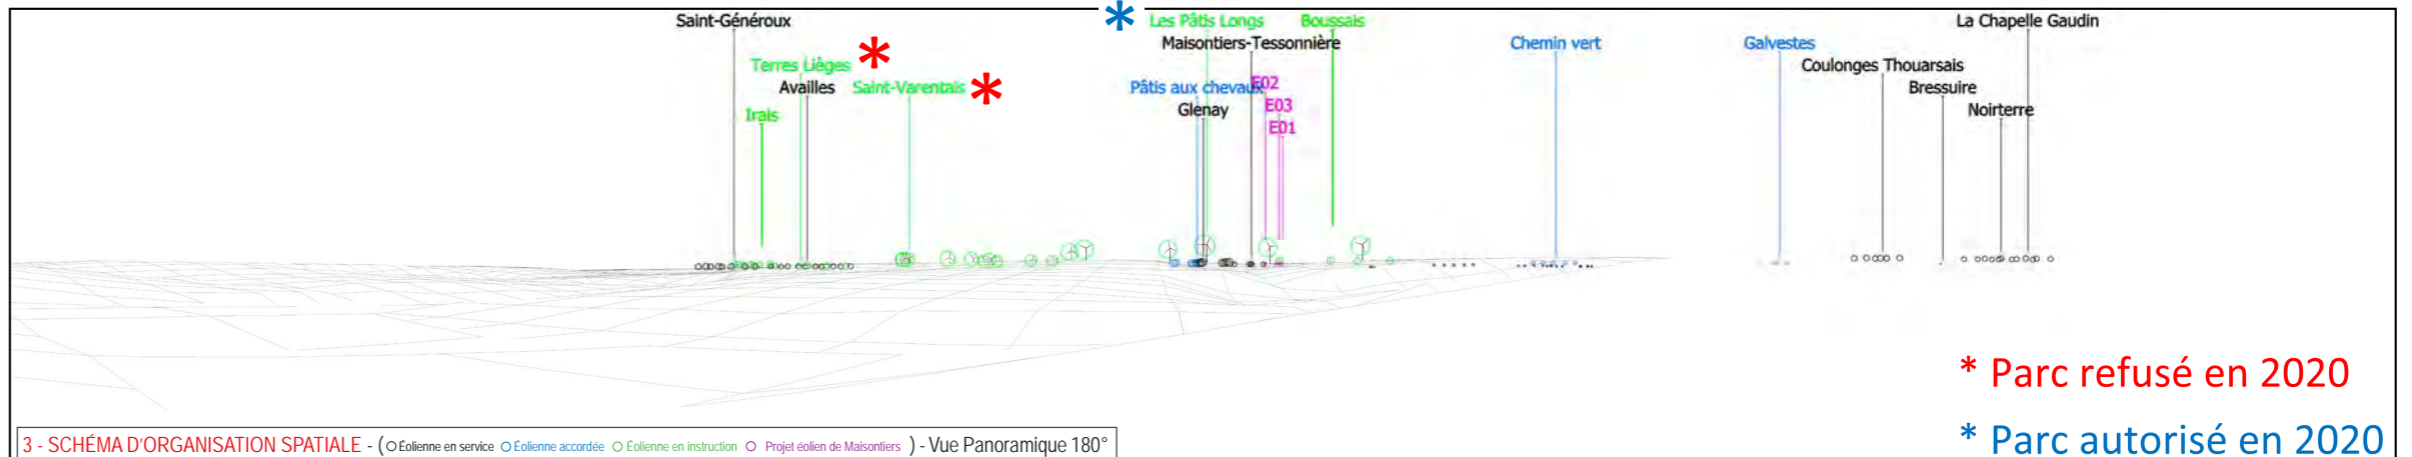 Saint-Généroux
* Les Pâtis Longs
Boussais
La Chapelle Gaudin
Maisontiers-Tessonnière
Chemin vert
Galvestes
Terres Lièges *
Coulonges Thouarsais
Availles
Saint-Varentais *
Pâtis aux chevaux
E02
Bressuire
Irais
Glenay
E03
Noirterre
E01
* Parc refusé en 2020
* Parc autorisé en 2020
3 - SCHÉMA D'ORGANISATION SPATIALE - ( Éolienne en service Éolienne accordée Éolienne en instruction Projet éolien de Maisontiers ) - Vue Panoramique 180°